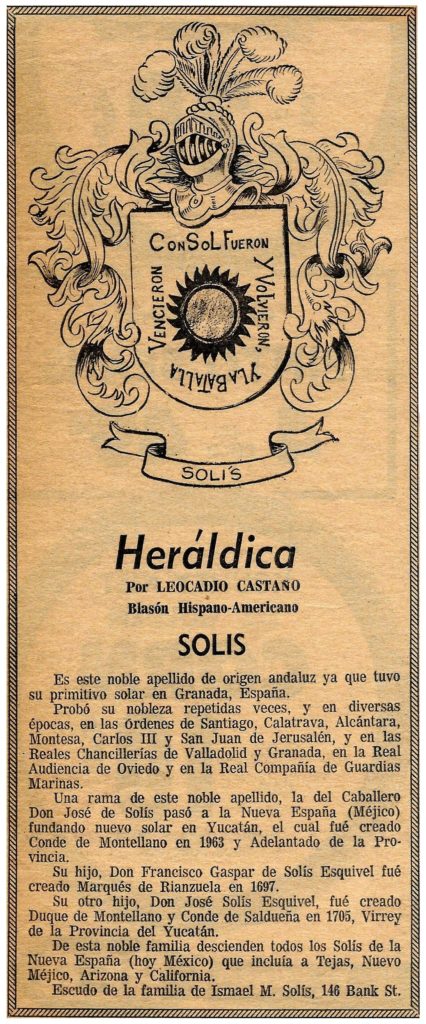 ConSoL FUERON
Y VoLVIERON,
Y LA BATALLA
VENCIERON
SOLIS
Heráldica
Por LEOCADIO CASTAÑO
Blasón Hispano-Americano
SOLIS
Es este noble apellido de origen andaluz ya que tuvo
su primitivo solar en Granada, España.
Probó su nobleza repetidas veces, y en diversas
épocas, en las órdenes de Santiago, Calatrava, Alcántara,
Montesa, Carlos III y San Juan de Jerusalén, y en las
Reales Chancillerías de Valladolid y Granada, en la Real
Audiencia de Oviedo y en la Real Compañía de Guardias
Marinas.
Una rama de este noble apellido, la del Caballero
Don José de Solís pasó a la Nueva España (Méjico)
fundando nuevo solar en Yucatán, el cual fué creado
Conde de Montellano en 1963 y Adelantado de la Pro-
vincia.
Su hijo, Don Francisco Gaspar de Solís Esquivel fué
creado Marqués de Rianzuela en 1697.
Su otro hijo, Don José Solís Esquivel, fué creado
Duque de Montellano y Conde de Saldueña en 1705, Virrey
de la Provincia del Yucatán.
De esta noble familia descienden todos los Solís de la
Nueva España (hoy México) que incluía a Tejas, Nuevo
Méjico, Arizona y California.
Escudo de la familia de Ismael M. Solís, 146 Bank St.